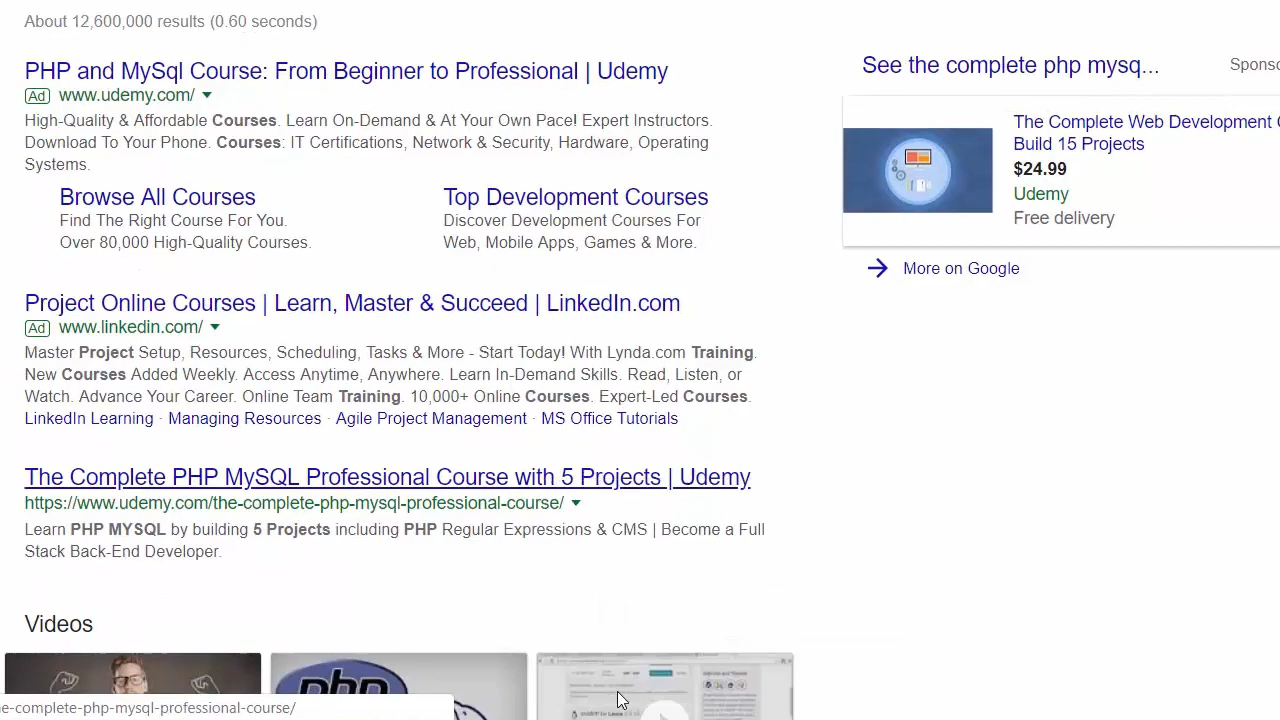 About 12,600,000 results (0.60 seconds)
PHP and MySql Course: From Beginner to Professional | Udemy
Ad www.udemy.com/
High-Quality & Affordable Courses. Learn On-Demand & At Your Own Pace! Expert Instructors.
Download To Your Phone. Courses: IT Certifications, Network & Security, Hardware, Operating
Systems.
Browse All Courses
Find The Right Course For You.
Over 80,000 High-Quality Courses.
Top Development Courses
Discover Development Courses For
Web, Mobile Apps, Games & More.
Project Online Courses | Learn, Master & Succeed | LinkedIn.com
Ad www.linkedin.com/
Master Project Setup, Resources, Scheduling, Tasks & More - Start Today! With Lynda.com Training.
New Courses Added Weekly. Access Anytime, Anywhere. Learn In-Demand Skills. Read, Listen, or
Watch. Advance Your Career. Online Team Training. 10,000+ Online Courses. Expert-Led Courses.
LinkedIn Learning · Managing Resources · Agile Project Management · MS Office Tutorials
The Complete PHP MySQL Professional Course with 5 Projects | Udemy
https://www.udemy.com/the-complete-php-mysql-professional-course/
Learn PHP MYSQL by building 5 Projects including PHP Regular Expressions & CMS | Become a Full
Stack Back-End Developer.
Videos
php
e-complete-php-mysql-professional-course/
See the complete php mysq...
Sponsc
The Complete Web Development C
Build 15 Projects
$24.99
Udemy
Free delivery
More on Google